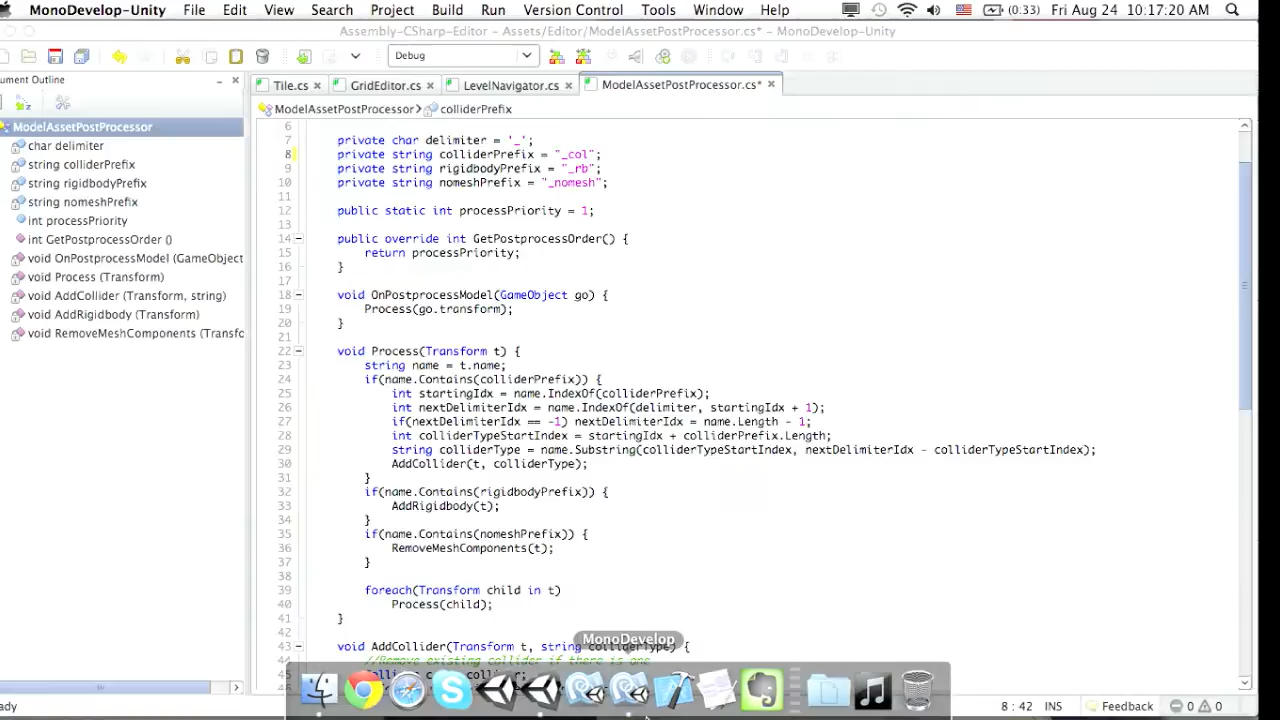 MonoDevelop-Unity File Edit View Search Project Build Run Version Control Tools Window Help (0:33) Fri Aug 24 10:17:20 AM
Assembly-CSharp-Editor - Assets/Editor/ModelAssetPostProcessor.cs* - MonoDevelop-Unity
Debug
ument Outline
Tile.cs GridEditor.cs LevelNavigator.cs ModelAssetPostProcessor.cs*
ModelAssetPostProcessor colliderPrefix
ModelAssetPostProcessor
char delimiter
string colliderPrefix
string rigidbodyPrefix
string nomeshPrefix
int processPriority
int GetPostprocessOrder ()
void OnPostprocessModel (GameObject
void Process (Transform)
void AddCollider (Transform, string)
void AddRigidbody (Transform)
void RemoveMeshComponents (Transfo
6
7 private char delimiter = '_';
8 private string colliderPrefix = "_col";
9 private string rigidbodyPrefix = "_rb";
10 private string nomeshPrefix = "_nomesh";
11
12 public static int processPriority = 1;
13
14 public override int GetPostprocessOrder() {
15 return processPriority;
16 }
17
18 void OnPostprocessModel(GameObject go) {
19 Process(go.transform);
20 }
21
22 void Process(Transform t) {
23 string name = t.name;
24 if(name.Contains(colliderPrefix)) {
25 int startingIdx = name.IndexOf(colliderPrefix);
26 int nextDelimiterIdx = name.IndexOf(delimiter, startingIdx + 1);
27 if(nextDelimiterIdx == -1) nextDelimiterIdx = name.Length - 1;
28 int colliderTypeStartIndex = startingIdx + colliderPrefix.Length;
29 string colliderType = name.Substring(colliderTypeStartIndex, nextDelimiterIdx - colliderTypeStartIndex);
30 AddCollider(t, colliderType);
31 }
32 if(name.Contains(rigidbodyPrefix)) {
33 AddRigidbody(t);
34 }
35 if(name.Contains(nomeshPrefix)) {
36 RemoveMeshComponents(t);
37 }
38
39 foreach(Transform child in t)
40 Process(child);
41 }
42
43 void AddCollider(Transform t, string colliderType) {
44 //Remove existing collider if there is one
MonoDevelop
ady 8 : 42 INS Feedback 0 0